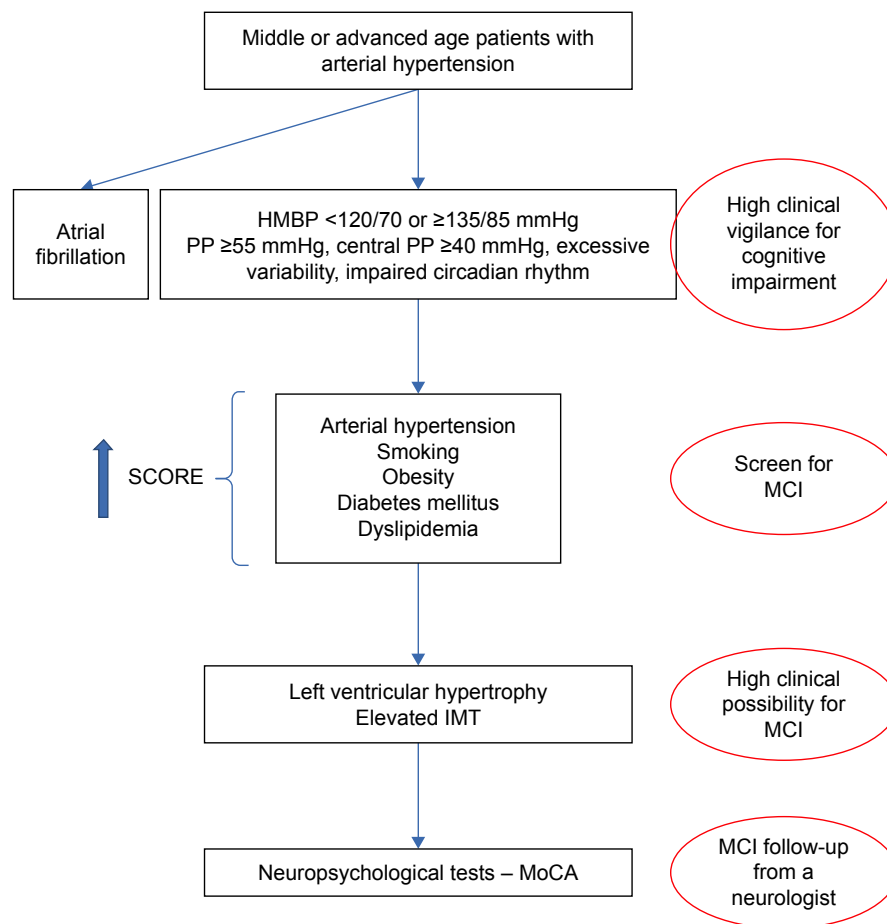 Middle or advanced age patients with
arterial hypertension
Atrial
fibrillation
HMBP <120/70 or ≥135/85 mmHg
PP ≥55 mmHg, central PP ≥40 mmHg, excessive
variability, impaired circadian rhythm
High clinical
vigilance for
cognitive
impairment
SCORE
Arterial hypertension
Smoking
Obesity
Diabetes mellitus
Dyslipidemia
Screen for
MCI
Left ventricular hypertrophy
Elevated IMT
High clinical
possibility for
MCI
Neuropsychological tests – MoCA
MCI follow-up
from a
neurologist